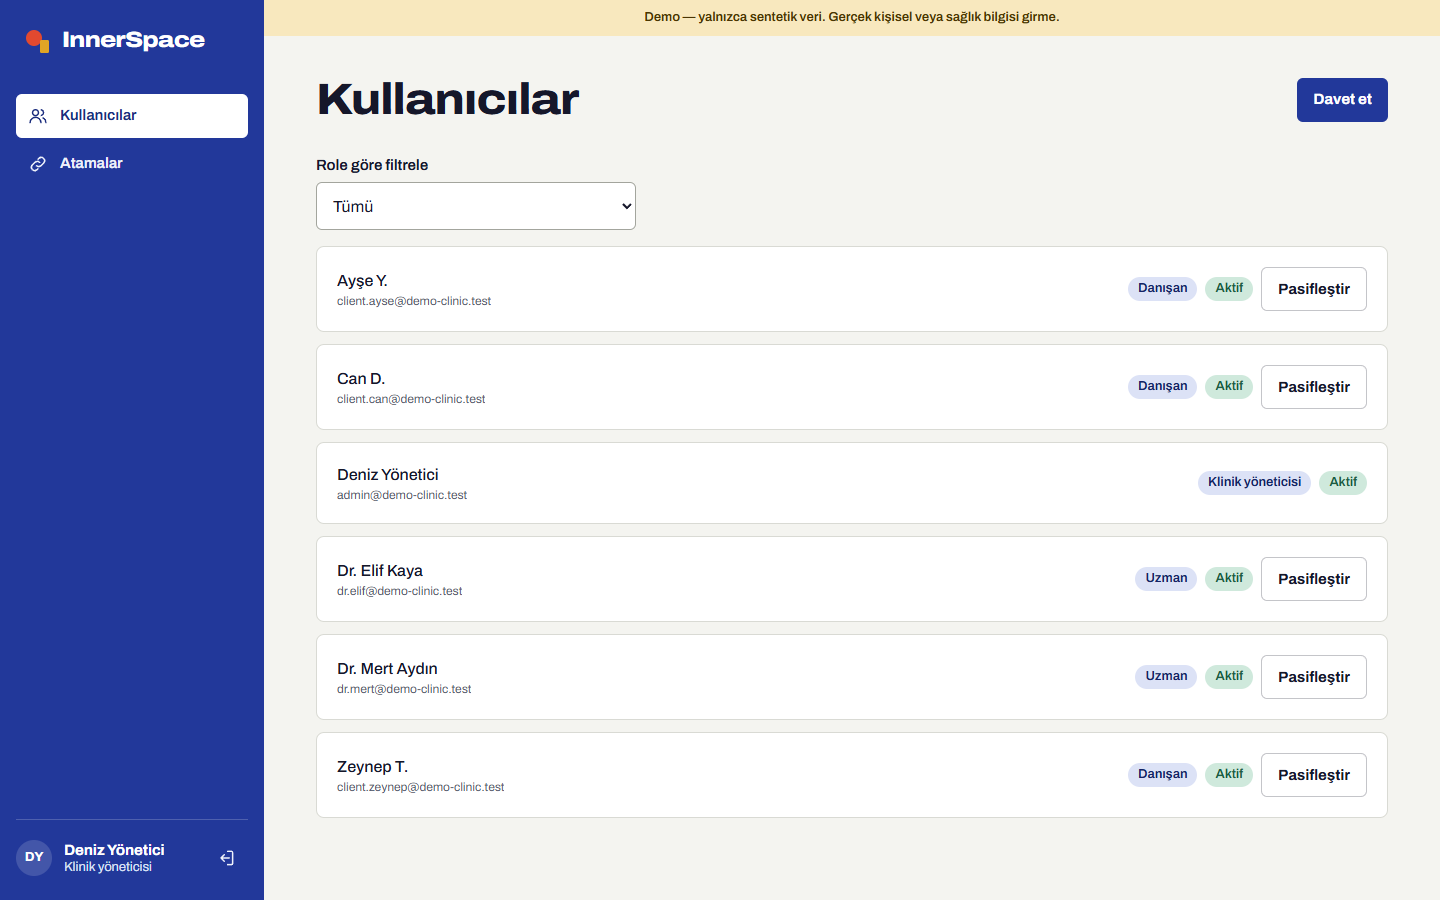 InnerSpace
Kullanıcılar
Atamalar
DY
Deniz Yönetici
Klinik yöneticisi
Demo — yalnızca sentetik veri. Gerçek kişisel veya sağlık bilgisi girme.
Kullanıcılar
Davet et
Role göre filtrele
Tümü
Ayşe Y.
client.ayse@demo-clinic.test
Danışan
Aktif
Pasifleştir
Can D.
client.can@demo-clinic.test
Danışan
Aktif
Pasifleştir
Deniz Yönetici
admin@demo-clinic.test
Klinik yöneticisi
Aktif
Dr. Elif Kaya
dr.elif@demo-clinic.test
Uzman
Aktif
Pasifleştir
Dr. Mert Aydın
dr.mert@demo-clinic.test
Uzman
Aktif
Pasifleştir
Zeynep T.
client.zeynep@demo-clinic.test
Danışan
Aktif
Pasifleştir